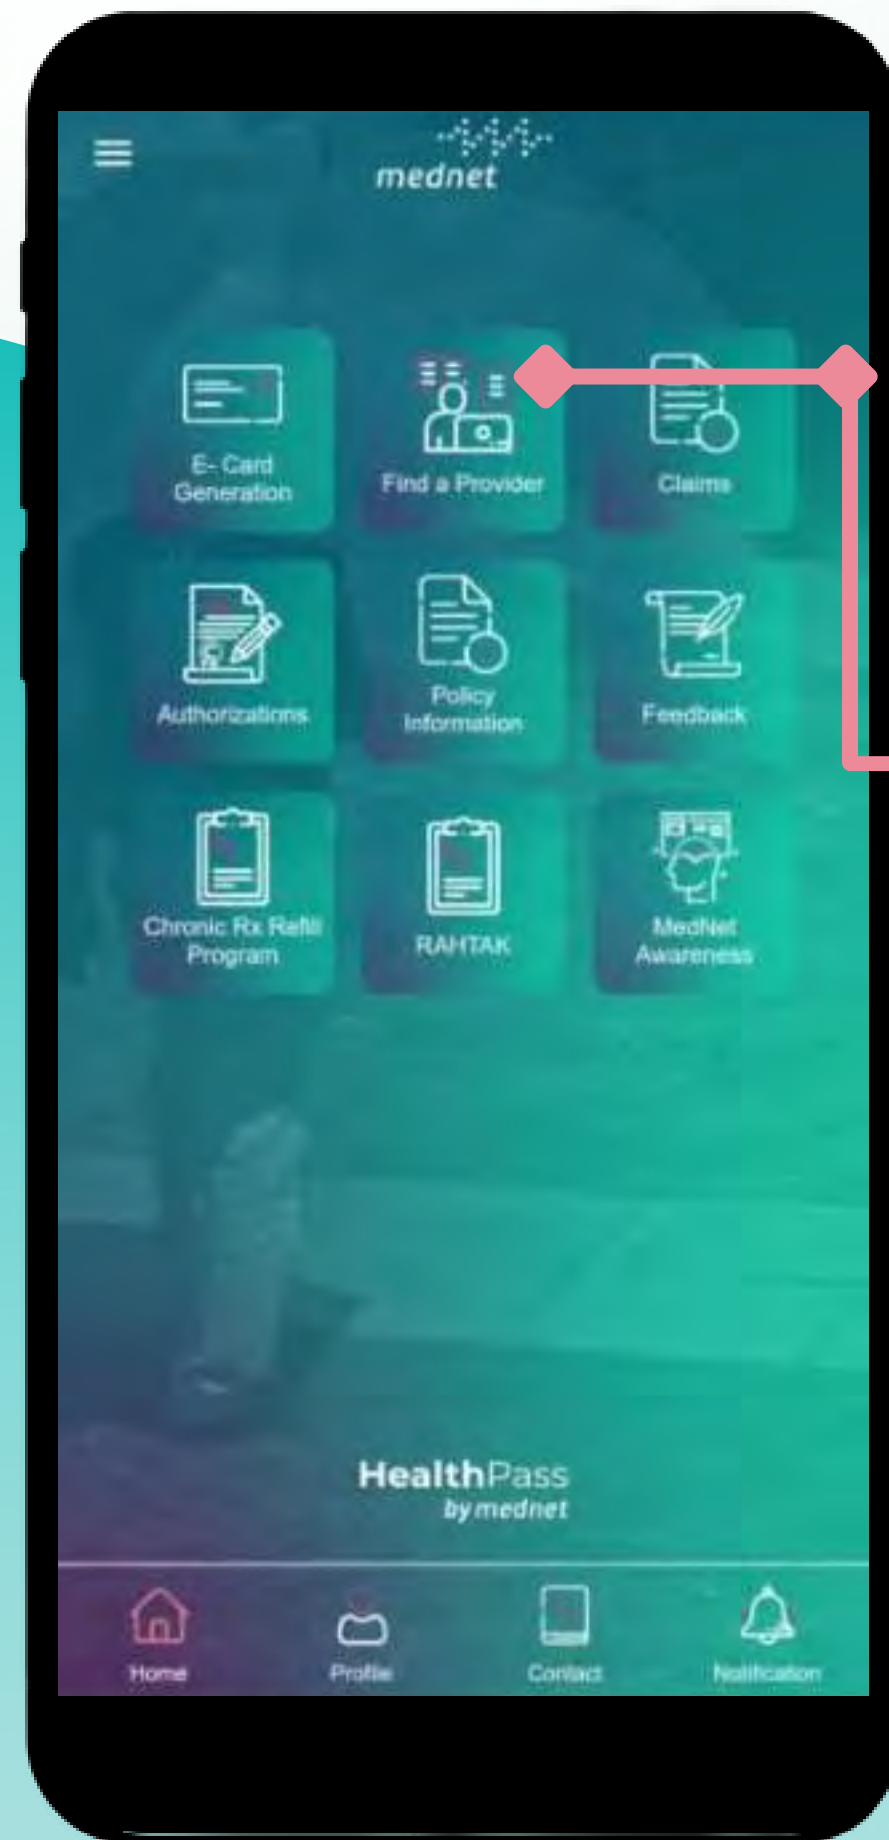 mednet
E- Card
Generation
Find a Provider
Claims
Authorizations
Policy
Information
Feedback
Chronic Rx Refill
Program
RAHTAK
MedNet
Awareness
HealthPass
by mednet
Home
Profile
Contact
Notification